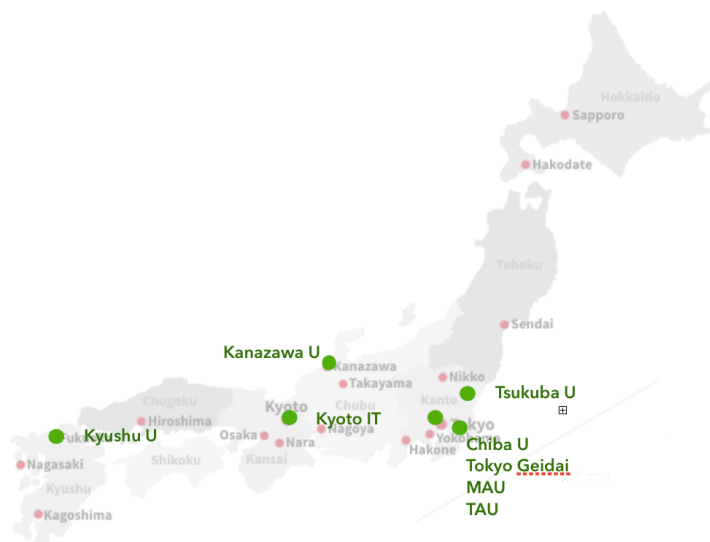 Hokkaido
Sapporo
Hakodate
Tohoku
Sendai
Kanazawa U
Kanazawa
Takayama
Nikko
Tsukuba U
Kanto
Chugoku
Kyoto
Chubu
Kyoto IT
Hiroshima
Tokyo
Nagoya
Kyushu U
Osaka
Yokohama
Nara
Hakone
Chiba U
Kansai
Shikoku
Nagasaki
Tokyo Geidai
Kyushu
MAU
TAU
Kagoshima